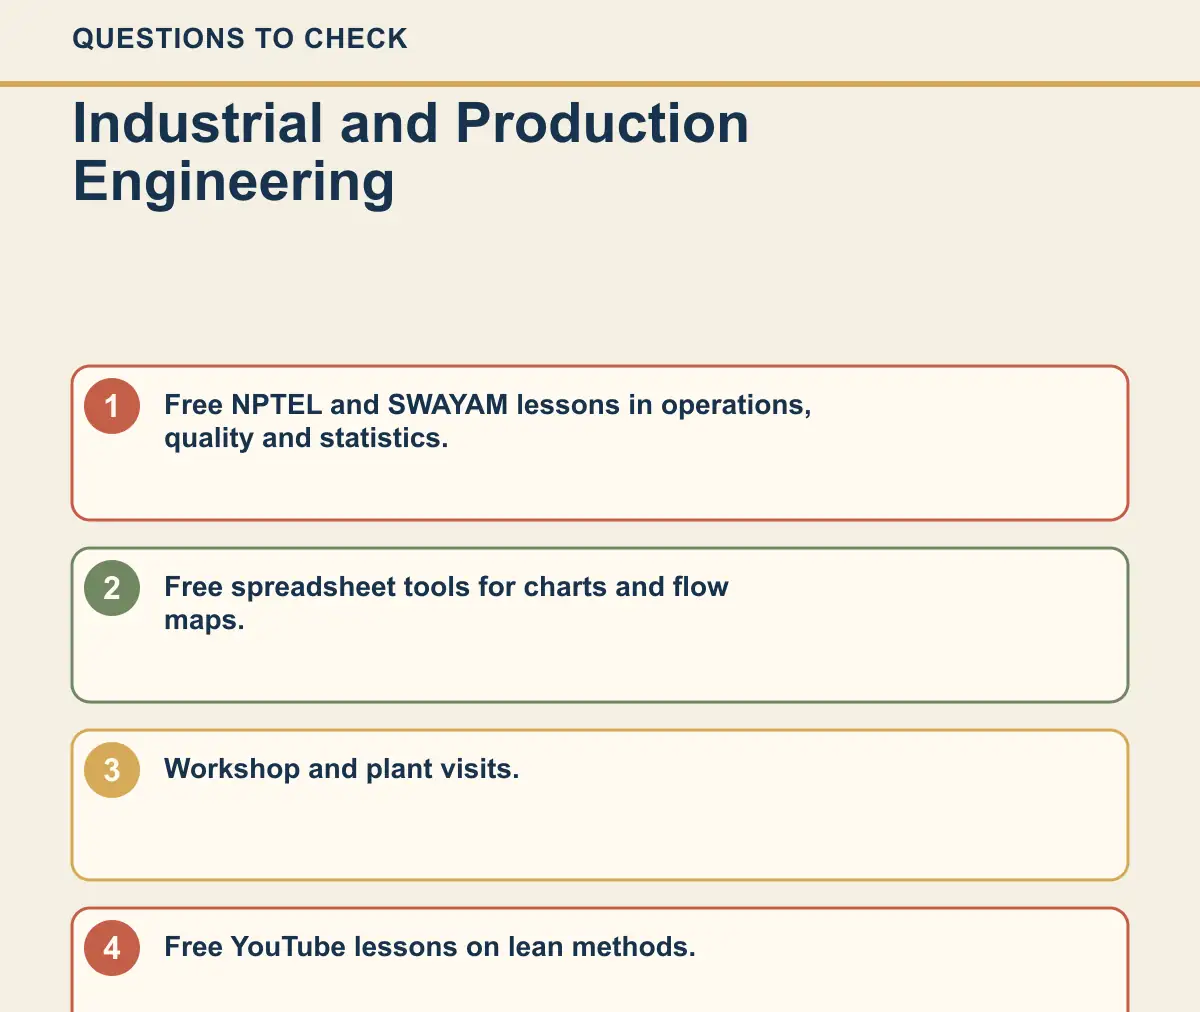 QUESTIONS TO CHECK
Industrial and Production
Engineering
1
Free NPTEL and SWAYAM lessons in operations,
quality and statistics.
2
Free spreadsheet tools for charts and flow
maps.
3
Workshop and plant visits.
4
Free YouTube lessons on lean methods.